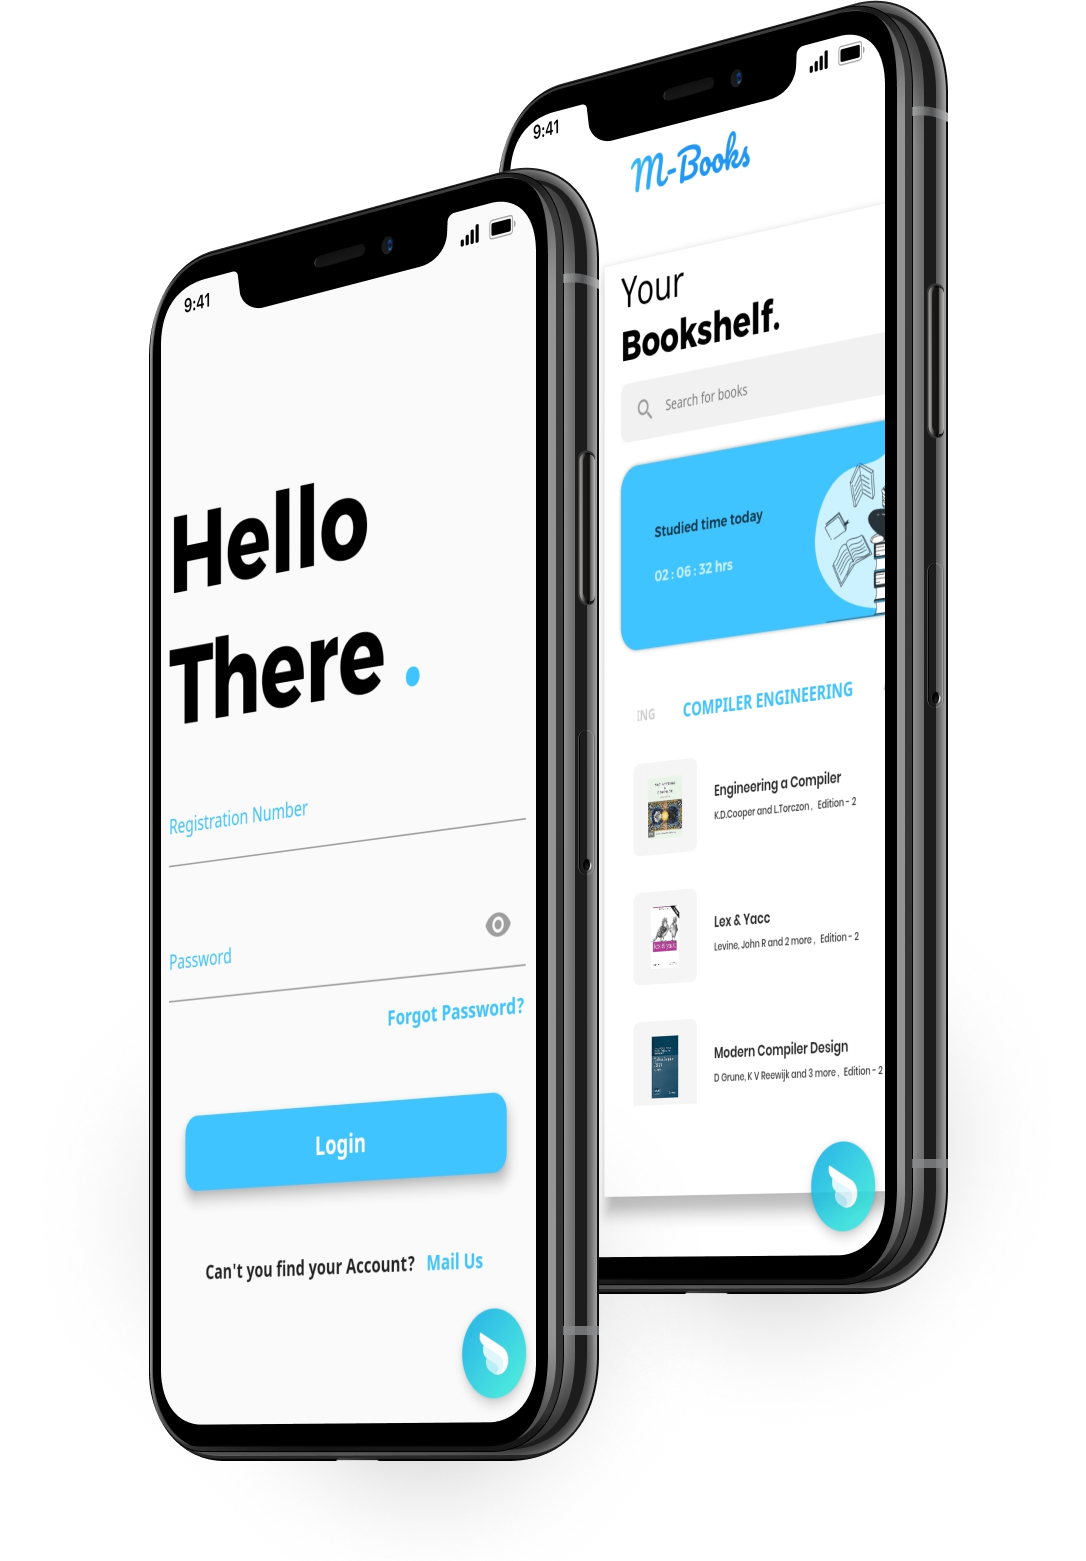 9:41
Hello
There .
Registration Number
Password
Forgot Password?
Login
Can't you find your Account? Mail Us
9:41
M-Books
Your
Bookshelf.
Search for books
Studied time today
02 : 06 : 32 hrs
ING COMPILER ENGINEERING
Engineering a Compiler
K.D.Cooper and L.Torczon , Edition - 2
Lex & Yacc
Levine, John R and 2 more , Edition - 2
Modern Compiler Design
D Grune, K V Reewijk and 3 more , Edition - 2